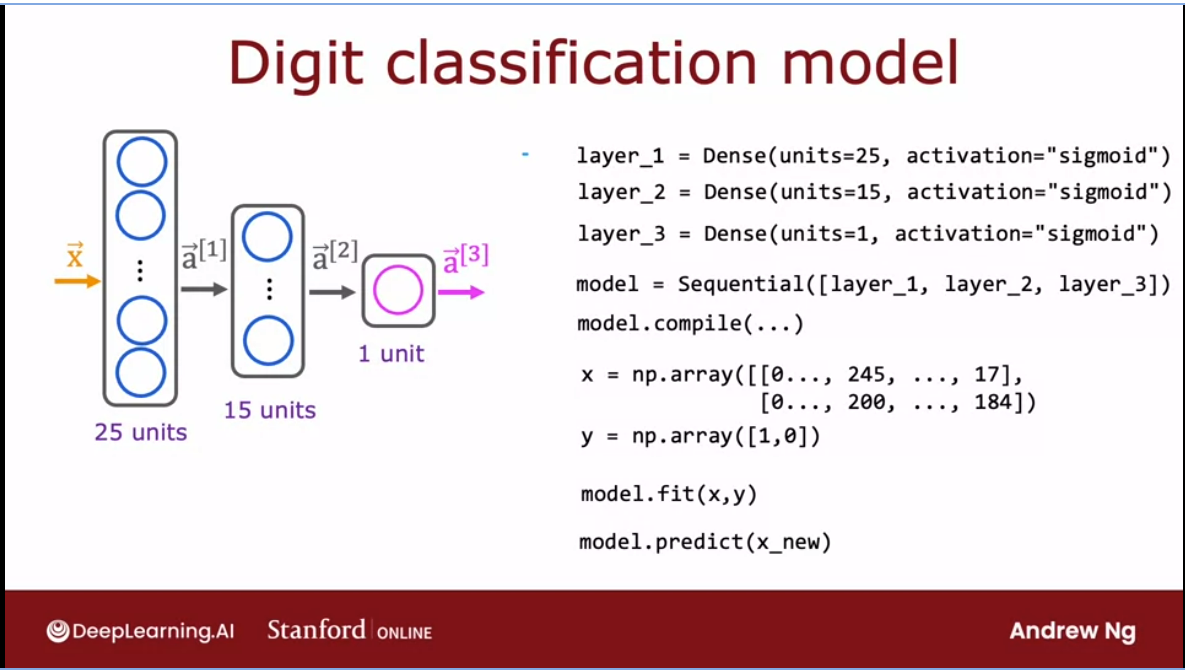 Digit classification model
x⃗
a⃗[1]
a⃗[2]
a⃗[3]
25 units
15 units
1 unit
layer_1 = Dense(units=25, activation="sigmoid")
layer_2 = Dense(units=15, activation="sigmoid")
layer_3 = Dense(units=1, activation="sigmoid")
model = Sequential([layer_1, layer_2, layer_3])
model.compile(...)
x = np.array([[0..., 245, ..., 17],
[0..., 200, ..., 184])
y = np.array([1,0])
model.fit(x,y)
model.predict(x_new)
DeepLearning.AI
Stanford ONLINE
Andrew Ng